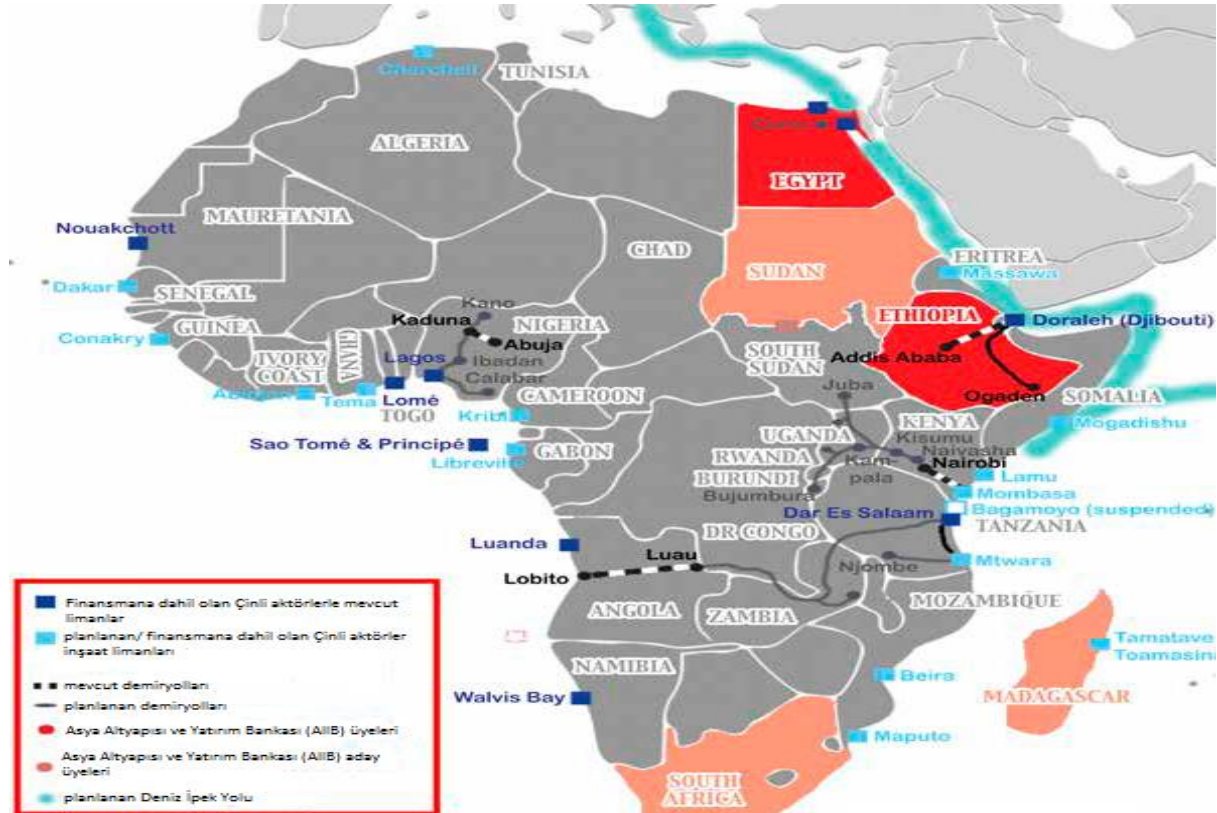 Cherchell
TUNISIA
ALGERIA
Cairo
EGYPT
MAURETANIA
Nouakchott
CHAD
SUDAN
ERITREA
Massawa
Dakar
SENEGAL
Kano
Kaduna
NIGERIA
ETHIOPIA
Doraleh (Djibouti)
Conakry
GUINEA
Abuja
IVORY
COAST
GHANA
Lagos
Ibadan
Calabar
SOUTH
SUDAN
Addis Ababa
Juba
Ogaden
SOMALIA
Tema
Lomé
TOGO
CAMEROON
Kribi
Mogadishu
KENYA
Kisumu
UGANDA
Naivasha
Sao Tomé & Principé
GABON
Libreville
RWANDA
Kam-
pala
Nairobi
BURUNDI
Bujumbura
Lamu
Mombasa
Bagamoyo (suspended)
Dar Es Salaam
TANZANIA
DR CONGO
Luanda
Luau
Lobito
Njombe
Mtwara
ANGOLA
ZAMBIA
MOZAMBIQUE
Tamatave
Toamasina
NAMIBIA
Beira
MADAGASCAR
Walvis Bay
Maputo
SOUTH
AFRICA
Finansmana dahil olan Çinli aktörlerle mevcut
limanlar
planlanan/ finansmana dahil olan Çinli aktörler
inşaat limanları
mevcut demiryolları
planlanan demiryolları
Asya Altyapısı ve Yatırım Bankası (AIIB) üyeleri
Asya Altyapısı ve Yatırım Bankası (AIIB) aday
üyeleri
planlanan Deniz İpek Yolu